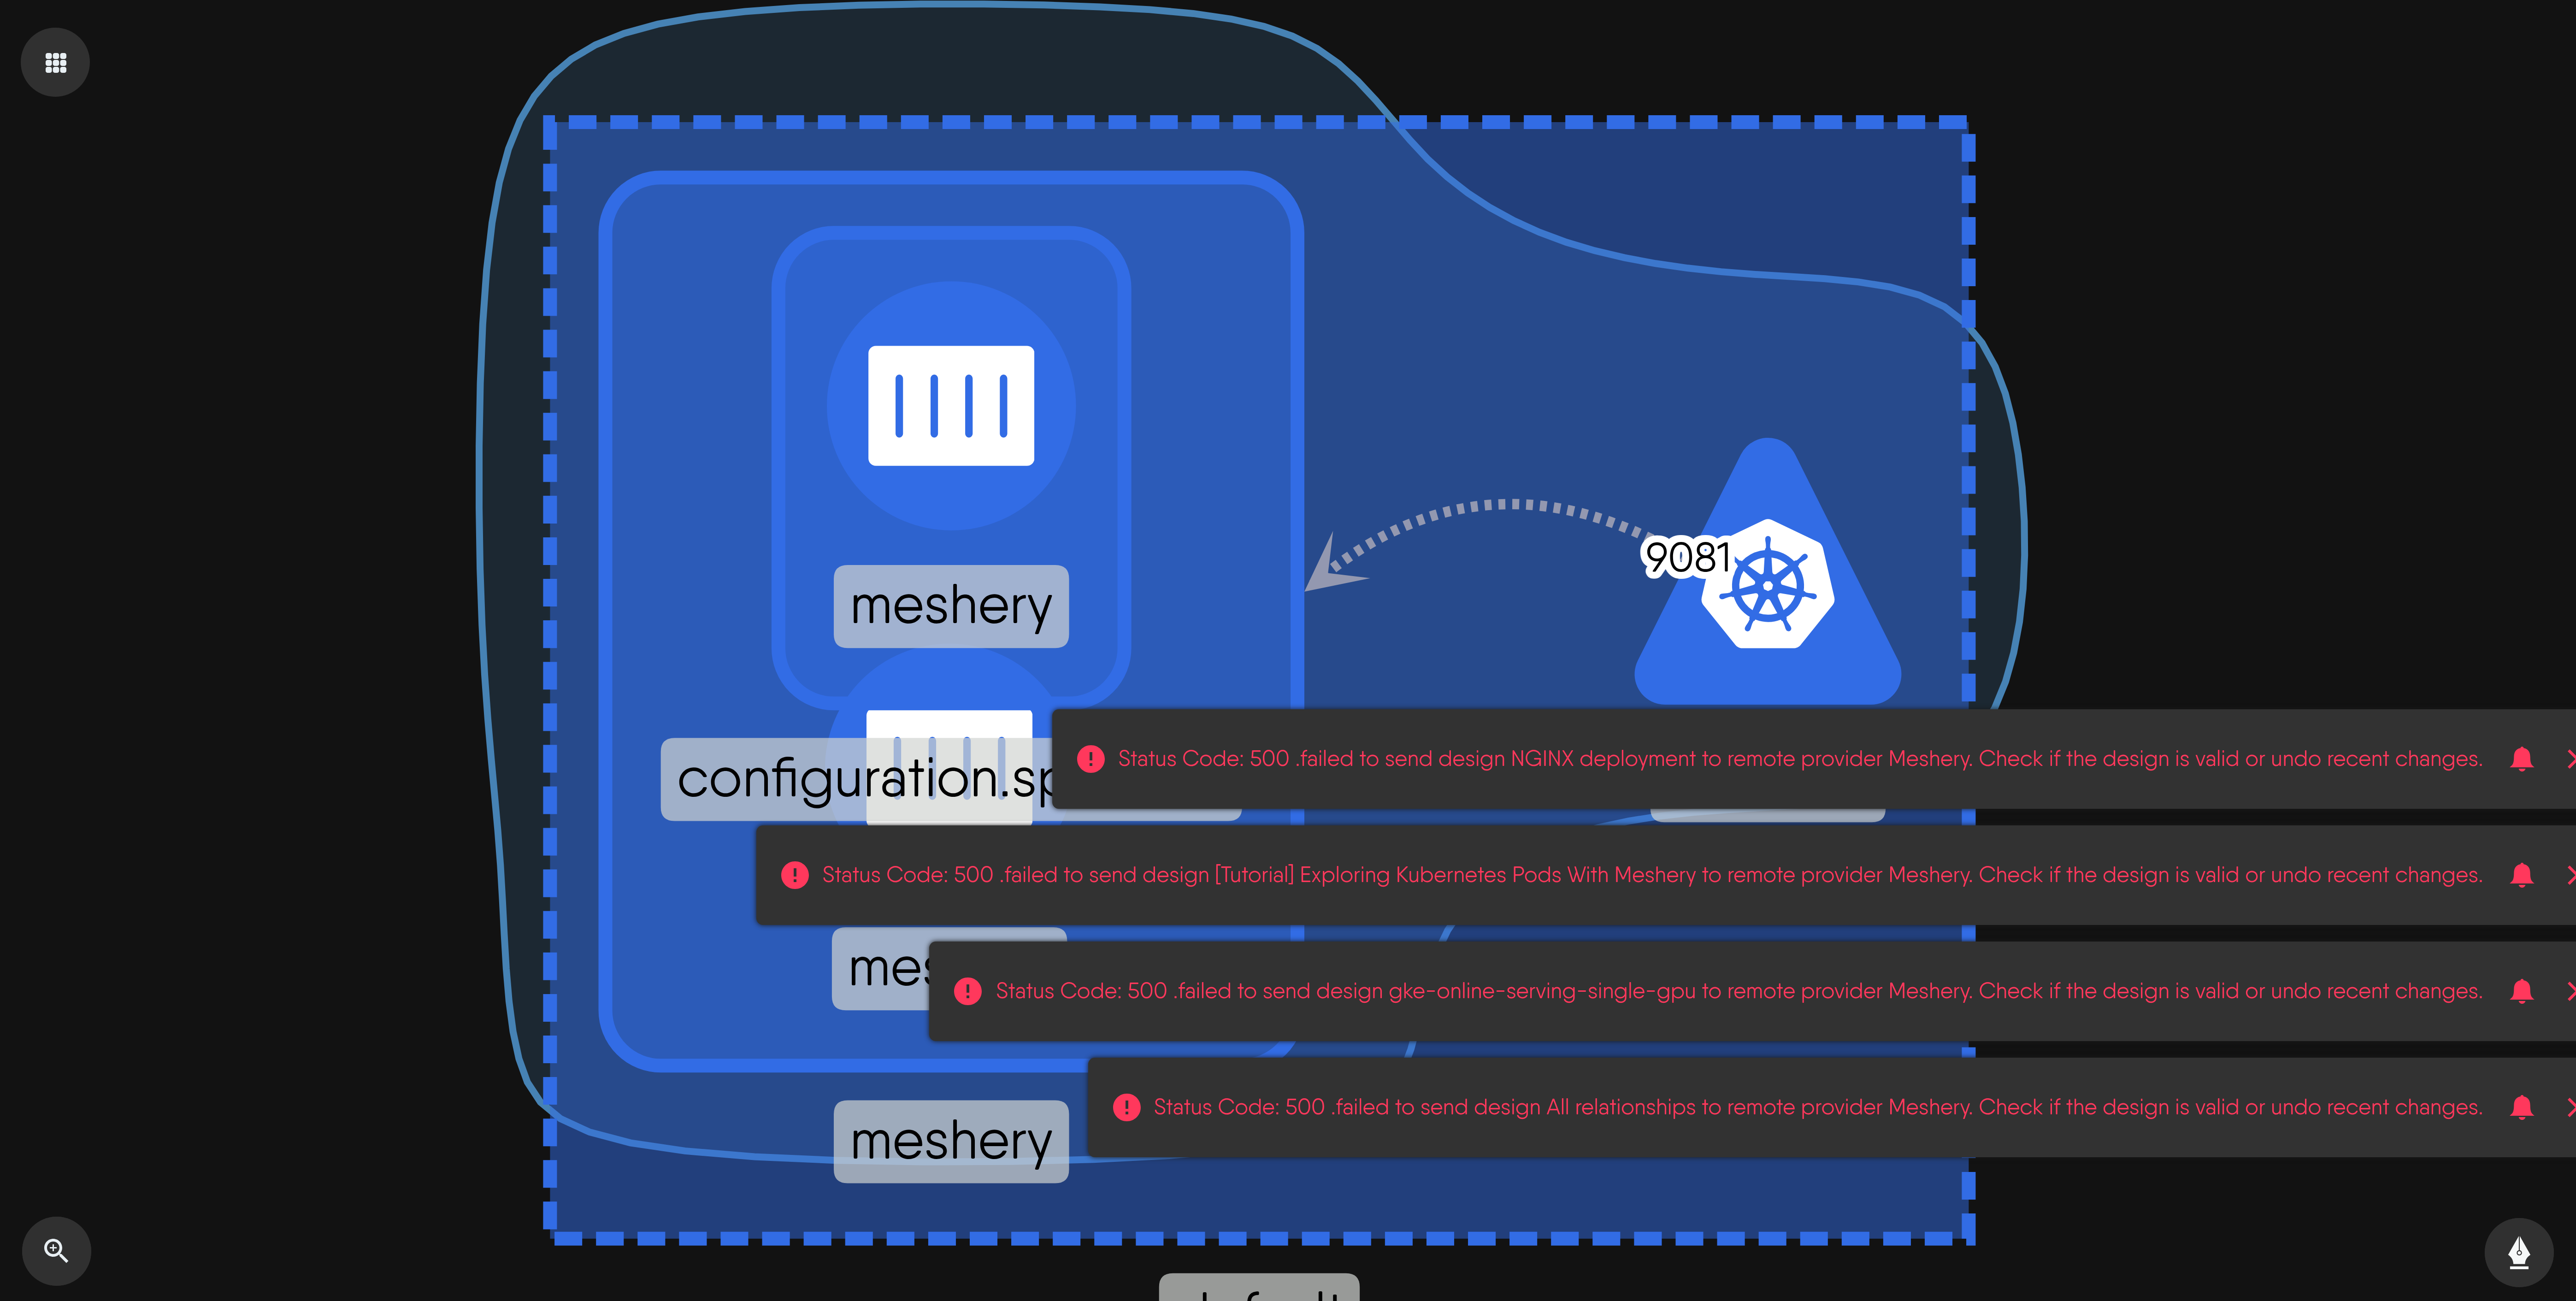 meshery
9081
configuration.sp
Status Code: 500 .failed to send design NGINX deployment to remote provider Meshery. Check if the design is valid or undo recent changes.
Status Code: 500 .failed to send design [Tutorial] Exploring Kubernetes Pods With Meshery to remote provider Meshery. Check if the design is valid or undo recent changes.
mes
Status Code: 500 .failed to send design gke-online-serving-single-gpu to remote provider Meshery. Check if the design is valid or undo recent changes.
Status Code: 500 .failed to send design All relationships to remote provider Meshery. Check if the design is valid or undo recent changes.
meshery